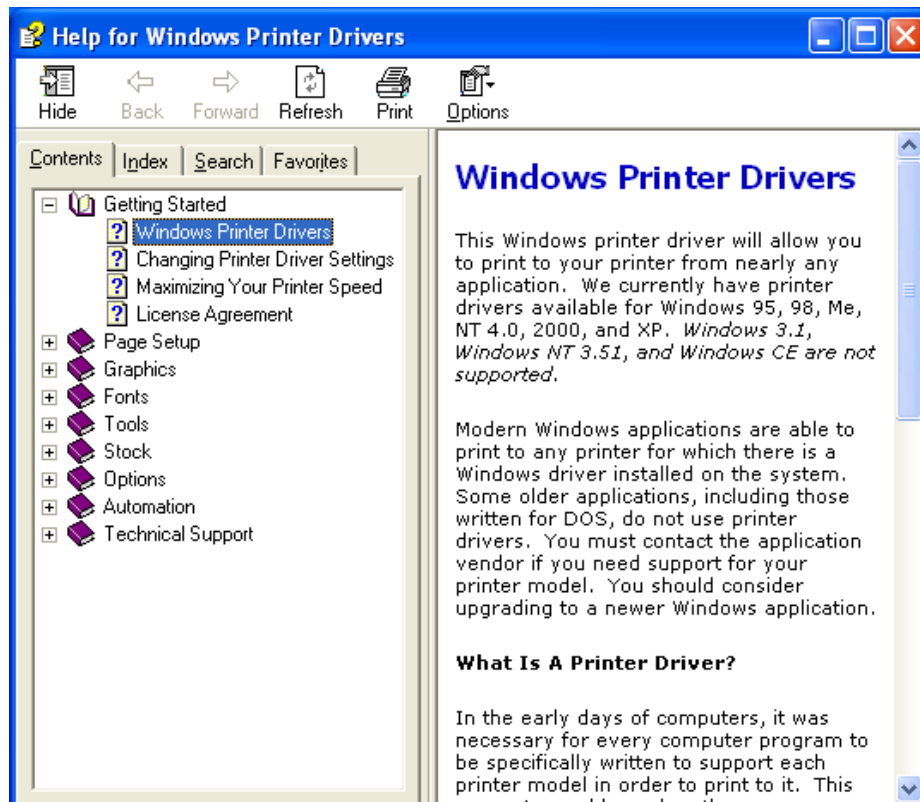 Help for Windows Printer Drivers
Hide
Back
Forward
Refresh
Print
Options
Contents
Index
Search
Favorites
Getting Started
Windows Printer Drivers
Changing Printer Driver Settings
Maximizing Your Printer Speed
License Agreement
Page Setup
Graphics
Fonts
Tools
Stock
Options
Automation
Technical Support
Windows Printer Drivers
This Windows printer driver will allow you
to print to your printer from nearly any
application. We currently have printer
drivers available for Windows 95, 98, Me,
NT 4.0, 2000, and XP. Windows 3.1,
Windows NT 3.51, and Windows CE are not
supported.
Modern Windows applications are able to
print to any printer for which there is a
Windows driver installed on the system.
Some older applications, including those
written for DOS, do not use printer
drivers. You must contact the application
vendor if you need support for your
printer model. You should consider
upgrading to a newer Windows application.
What Is A Printer Driver?
In the early days of computers, it was
necessary for every computer program to
be specifically written to support each
printer model in order to print to it. This